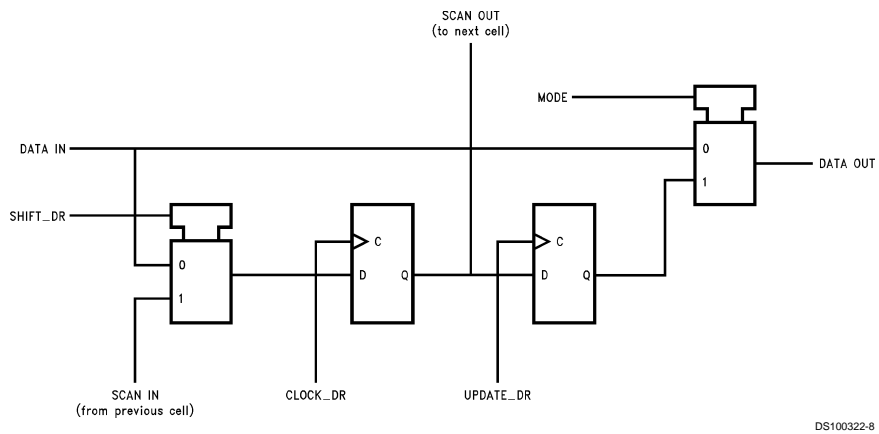 SCAN OUT
(to next cell)
MODE
DATA IN
0
DATA OUT
1
SHIFT_DR
C
C
0
D
Q
D
Q
1
SCAN IN
(from previous cell)
CLOCK_DR
UPDATE_DR
DS100322-8